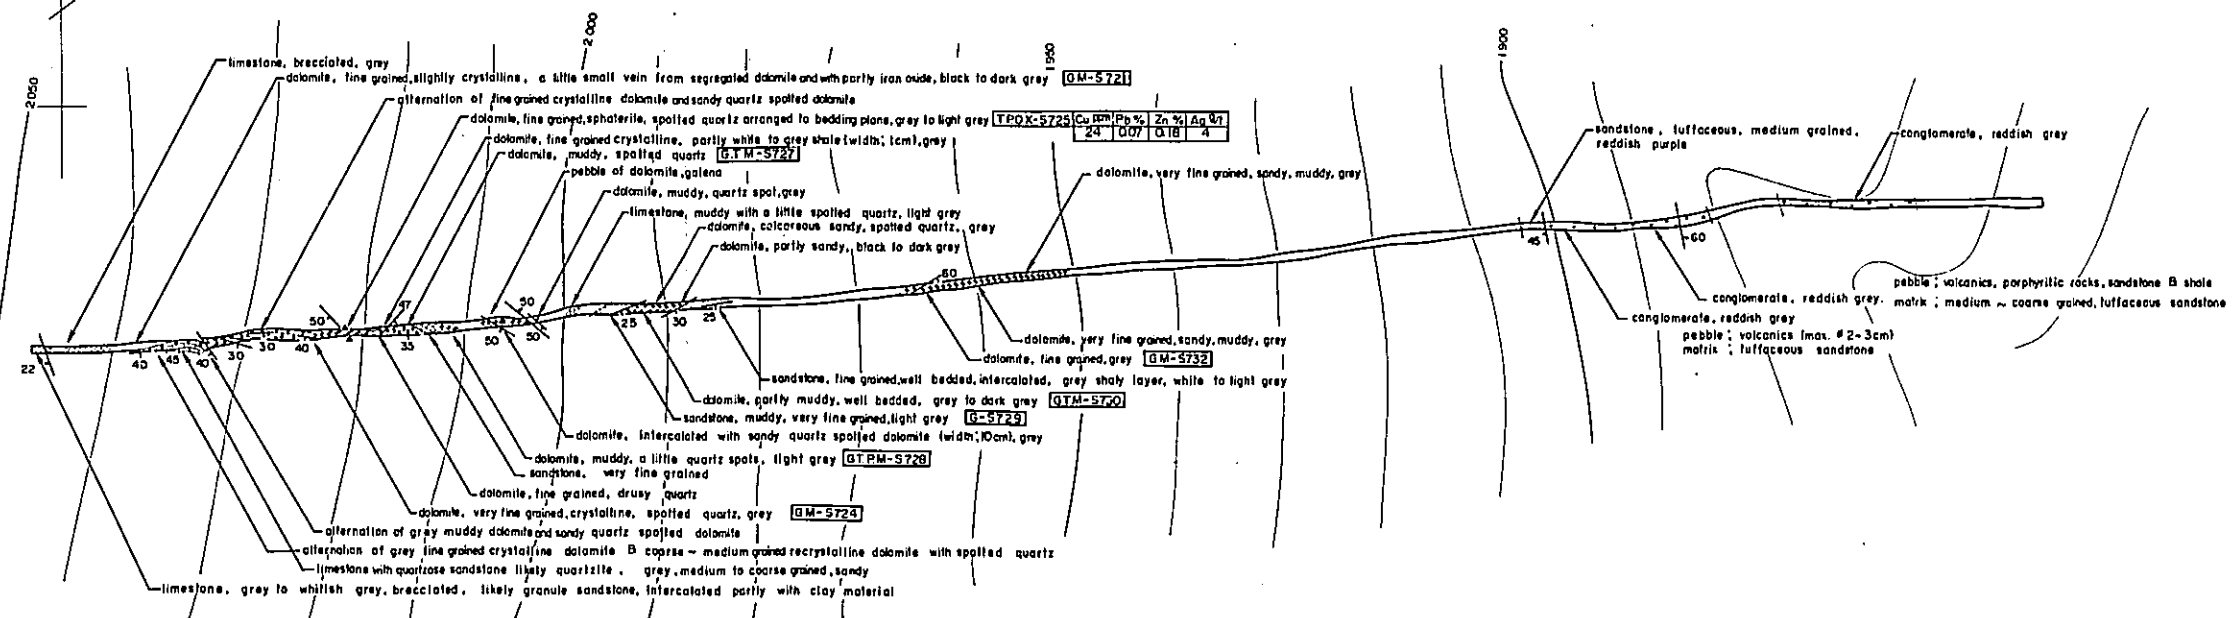 2050
2000
1950
1900
limestone, brecciated, grey
dolomite, fine grained, slightly crystalline, a little small vein from segregated dolomite and with partly iron oxide, black to dark grey GM-S721
alternation of fine grained crystalline dolomite and sandy quartz spotted dolomite
dolomite, fine grained, sphaterile, spotted quartz arranged to bedding plane, grey to light grey TPOX-S725 Cu ppm Pb % Zn % Ag g/T
24 0.07 0.18 4
dolomite, fine grained crystalline, partly white to grey shale (width; 1cm), grey
dolomite, muddy, spotted quartz GTM-S727
pebble of dolomite, galena
dolomite, muddy, quartz spot, grey
limestone, muddy with a little spotted quartz, light grey
dolomite, calcareous sandy, spotted quartz, grey
dolomite, partly sandy, black to dark grey
dolomite, very fine grained, sandy, muddy, grey
sandstone, tuffaceous, medium grained,
reddish purple
conglomerate, reddish grey
45
60
60
50
47
50
22
40
45
40
30
30
40
35
50
50
25
30
25
pebble ; volcanics, porphyritic rocks, sandstone & shale
matrix ; medium ~ coarse grained, tuffaceous sandstone
conglomerate, reddish grey.
conglomerate, reddish grey
pebble ; volcanics (max. ø 2~3cm)
matrix ; tuffaceous sandstone
dolomite, very fine grained, sandy, muddy, grey
dolomite, fine grained, grey GM-S732
sandstone, fine grained, well bedded, intercalated, grey shaly layer, white to light grey
dolomite, partly muddy, well bedded, grey to dark grey GTM-S730
sandstone, muddy, very fine grained, light grey G-S729
dolomite, intercalated with sandy quartz spotted dolomite (width; 10cm), grey
dolomite, muddy, a little quartz spots, light grey GTPM-S728
sandstone, very fine grained
dolomite, fine grained, drusy quartz
dolomite, very fine grained, crystalline, spotted quartz, grey GM-S724
alternation of grey muddy dolomite and sandy quartz spotted dolomite
alternation of grey fine grained crystalline dolomite & coarse ~ medium grained recrystalline dolomite with spotted quartz
limestone with quartzose sandstone likely quartzite, grey, medium to coarse grained, sandy
limestone, grey to whitish grey, brecciated, likely granule sandstone, intercalated partly with clay material